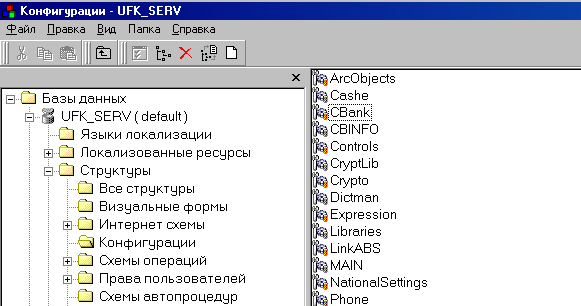 Конфигурации - UFK_SERV
Файл Правка Вид Папка Справка
Базы данных
UFK_SERV ( default )
Языки локализации
Локализованные ресурсы
Структуры
Все структуры
Визуальные формы
Интернет схемы
Конфигурации
Схемы операций
Права пользователей
Схемы автопроцедур
ArcObjects
Cashe
CBank
CBINFO
Controls
CryptLib
Crypto
Dictman
Expression
Libraries
LinkABS
MAIN
NationalSettings
Phone